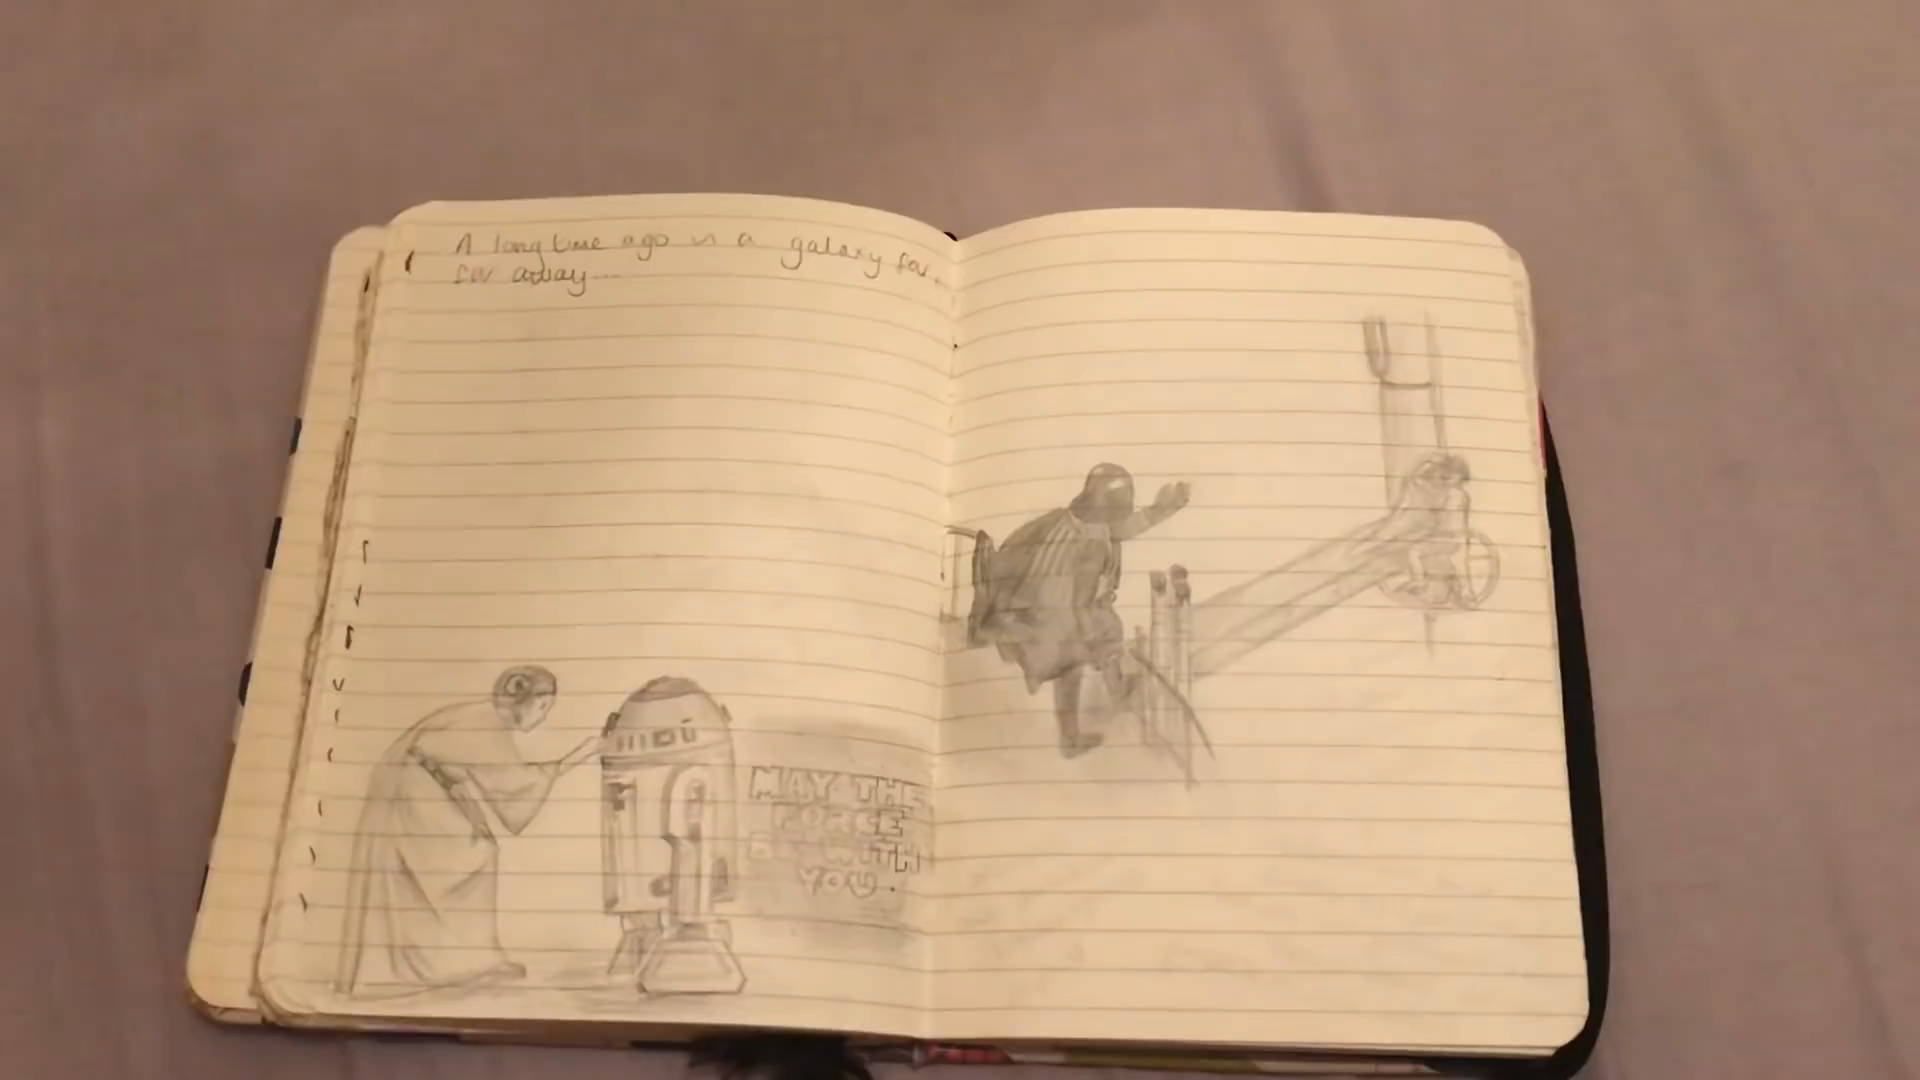 A long time ago in a galaxy far
far away...
MAY THE
FORCE
BE WITH
YOU.